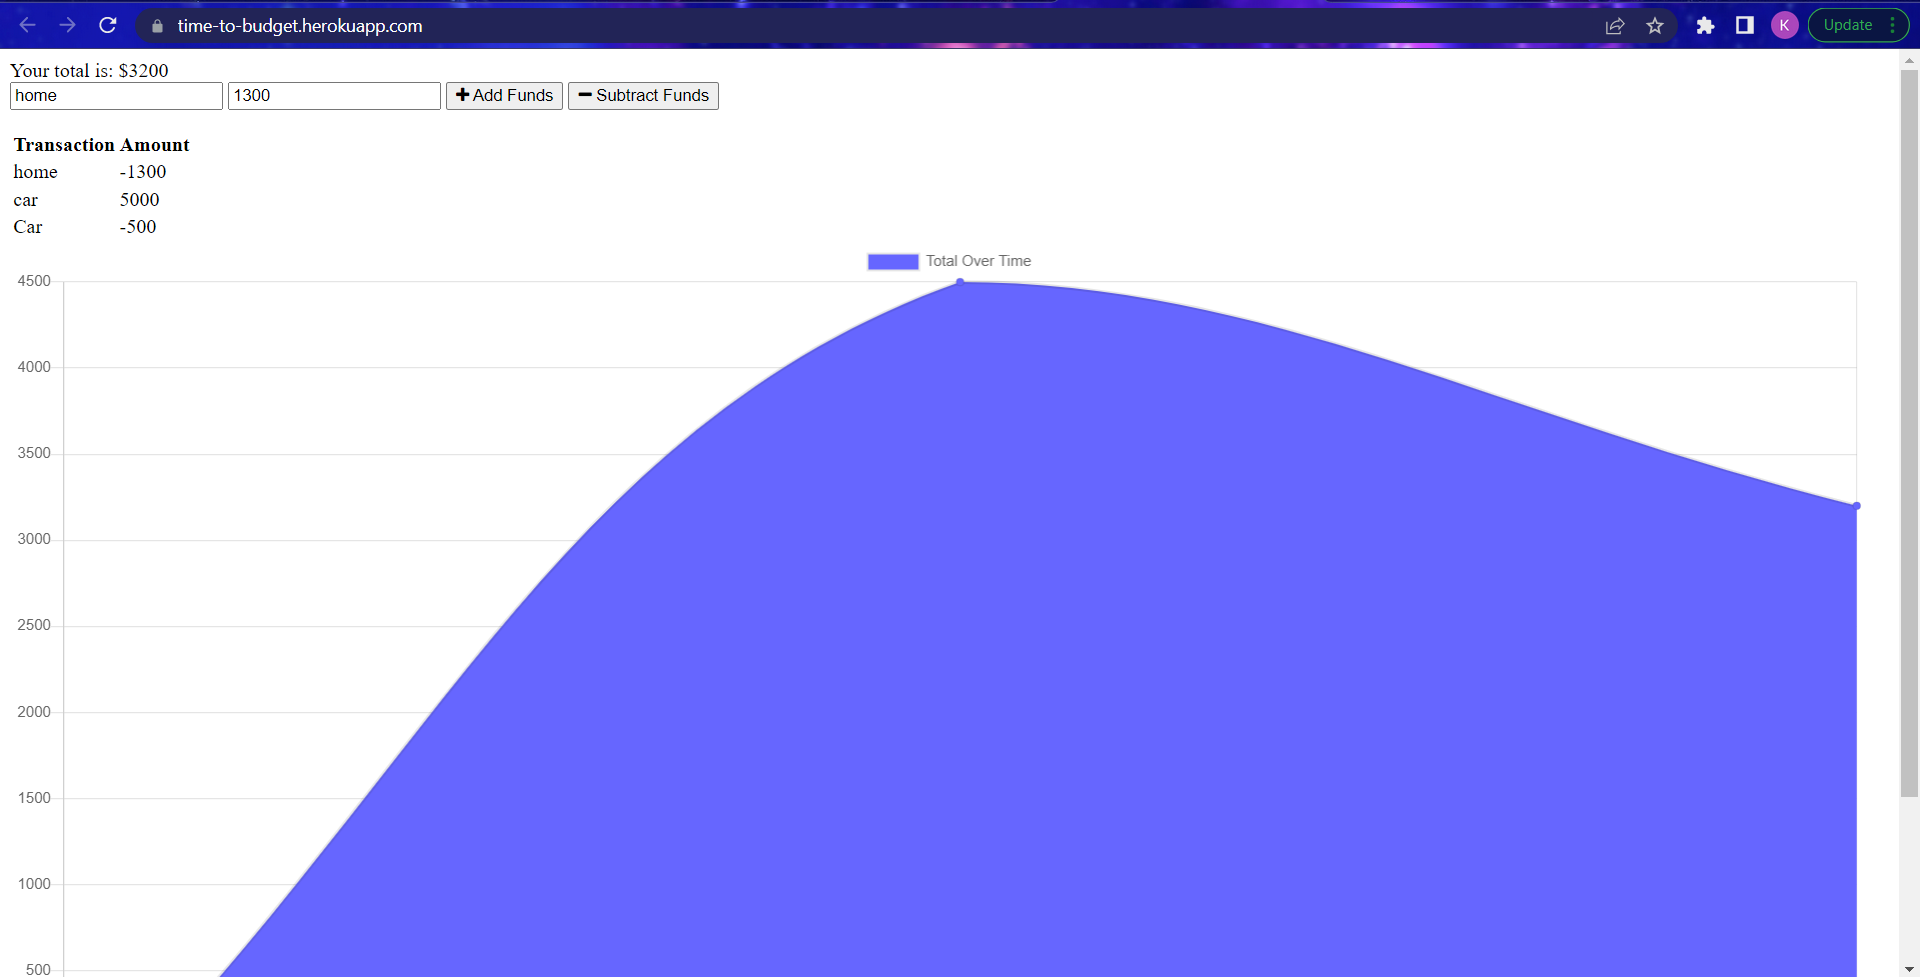 time-to-budget.herokuapp.com
K
Update
Your total is: $3200
home 1300 Add Funds Subtract Funds
Transaction Amount
home -1300
car 5000
Car -500
Total Over Time
4500
4000
3500
3000
2500
2000
1500
1000
500